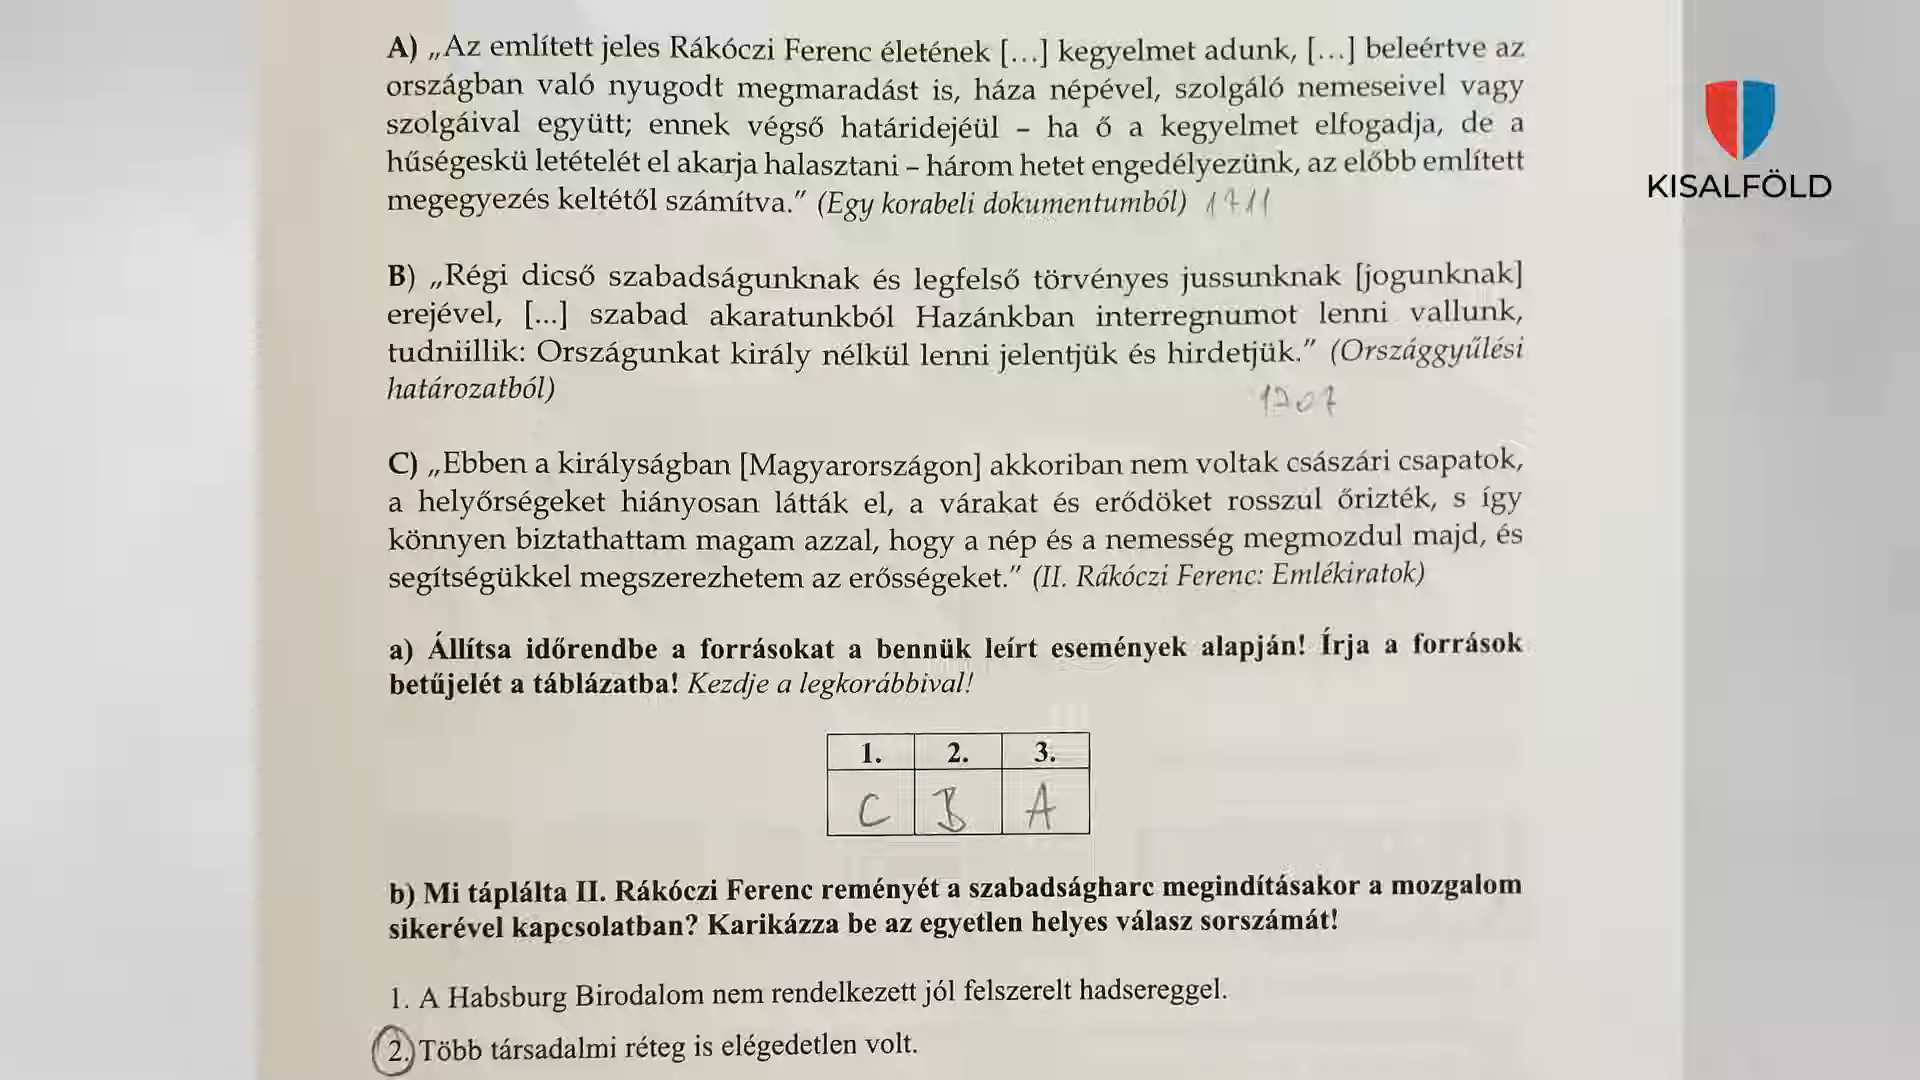 A) „Az említett jeles Rákóczi Ferenc életének [...] kegyelmet adunk, [...] beleértve az
országban való nyugodt megmaradást is, háza népével, szolgáló nemeseivel vagy
szolgáival együtt; ennek végső határidejéül – ha ő a kegyelmet elfogadja, de a
hűségeskü letételét el akarja halasztani – három hetet engedélyezünk, az előbb említett
megegyezés keltétől számítva.” (Egy korabeli dokumentumból) 1711
KISALFÖLD
B) „Régi dicső szabadságunknak és legfelső törvényes jussunknak [jogunknak]
erejével, [...] szabad akaratunkból Hazánkban interregnumot lenni vallunk,
tudniillik: Országunkat király nélkül lenni jelentjük és hirdetjük.” (Országgyűlési
határozatból)
1707
C) „Ebben a királyságban [Magyarországon] akkoriban nem voltak császári csapatok,
a helyőrségeket hiányosan látták el, a várakat és erődöket rosszul őrizték, s így
könnyen biztathattam magam azzal, hogy a nép és a nemesség megmozdul majd, és
segítségükkel megszerezhetem az erősségeket.” (II. Rákóczi Ferenc: Emlékiratok)
a) Állítsa időrendbe a forrásokat a bennük leírt események alapján! Írja a források
betűjelét a táblázatba! Kezdje a legkorábbival!
1. 2. 3.
C B A
b) Mi táplálta II. Rákóczi Ferenc reményét a szabadságharc megindításakor a mozgalom
sikerével kapcsolatban? Karikázza be az egyetlen helyes válasz sorszámát!
1. A Habsburg Birodalom nem rendelkezett jól felszerelt hadsereggel.
2. Több társadalmi réteg is elégedetlen volt.